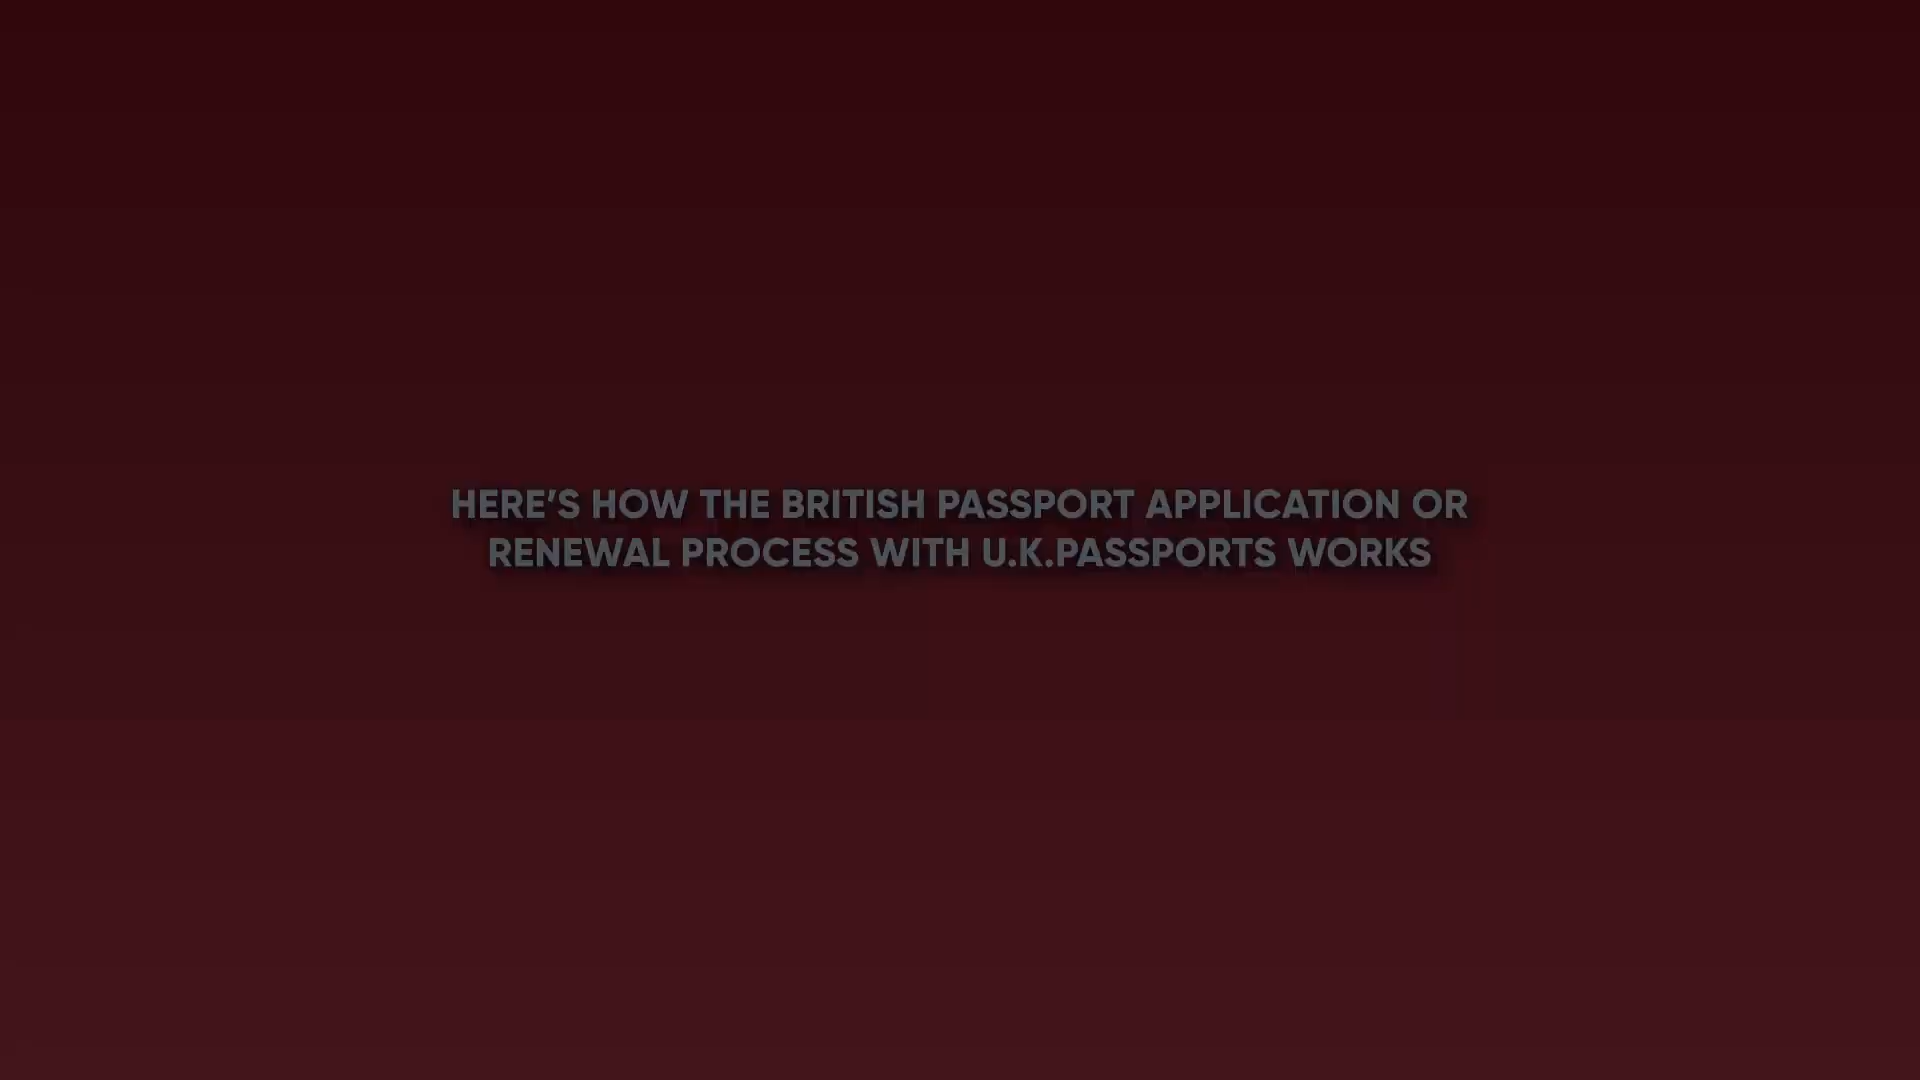 HERE’S HOW THE BRITISH PASSPORT APPLICATION OR
RENEWAL PROCESS WITH U.K.PASSPORTS WORKS